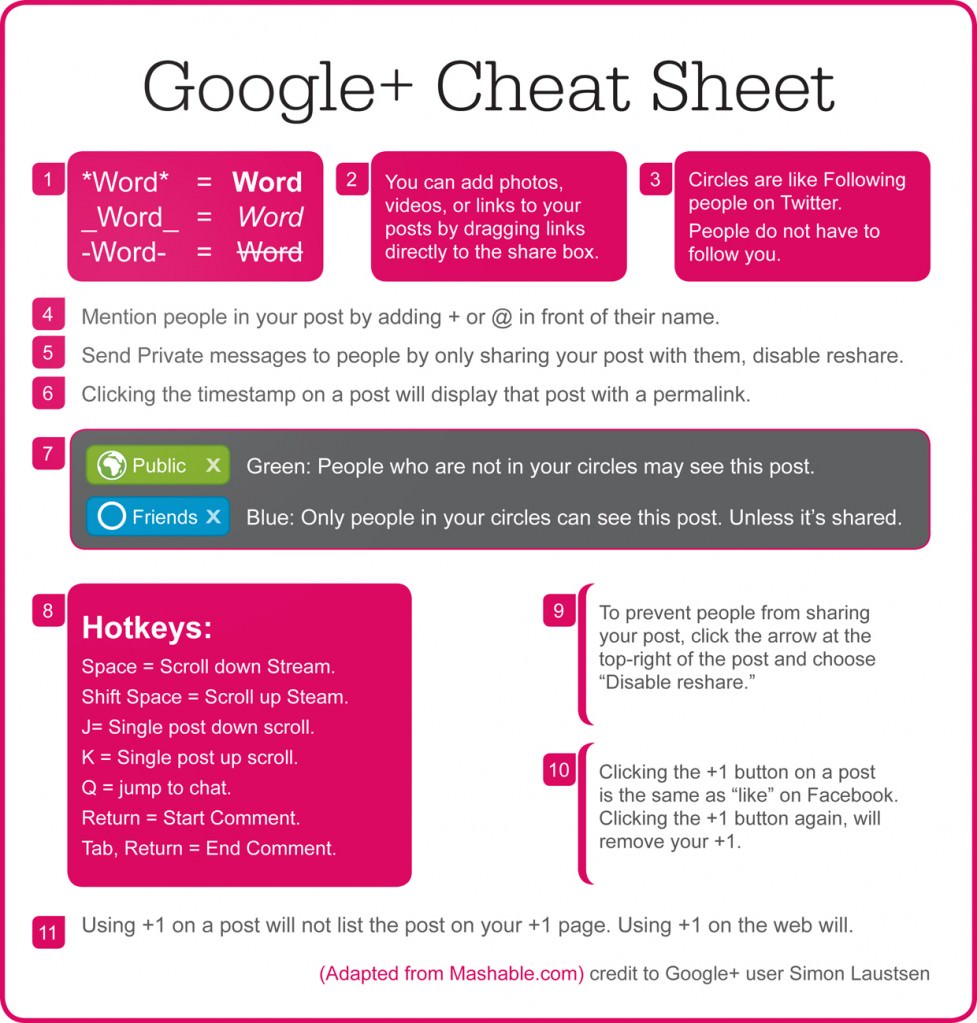 Google+ Cheat Sheet
1
*Word* = Word
_Word_ = Word
-Word- = Word
2
You can add photos,
videos, or links to your
posts by dragging links
directly to the share box.
3
Circles are like Following
people on Twitter.
People do not have to
follow you.
4
Mention people in your post by adding + or @ in front of their name.
5
Send Private messages to people by only sharing your post with them, disable reshare.
6
Clicking the timestamp on a post will display that post with a permalink.
7
Public X Green: People who are not in your circles may see this post.
Friends X Blue: Only people in your circles can see this post. Unless it's shared.
8
Hotkeys:
Space = Scroll down Stream.
Shift Space = Scroll up Steam.
J= Single post down scroll.
K = Single post up scroll.
Q = jump to chat.
Return = Start Comment.
Tab, Return = End Comment.
9
To prevent people from sharing
your post, click the arrow at the
top-right of the post and choose
“Disable reshare.”
10
Clicking the +1 button on a post
is the same as “like” on Facebook.
Clicking the +1 button again, will
remove your +1.
11
Using +1 on a post will not list the post on your +1 page. Using +1 on the web will.
(Adapted from Mashable.com) credit to Google+ user Simon Laustsen